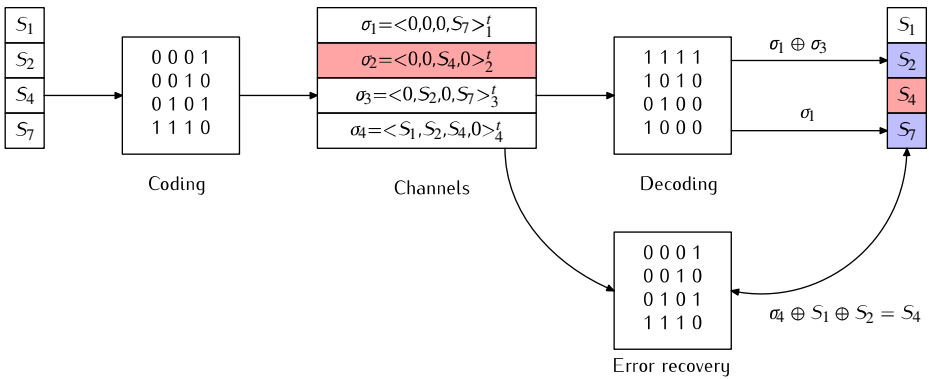 S₁
S₂
S₄
S₇
0 0 0 1
0 0 1 0
0 1 0 1
1 1 1 0
Coding
σ₁=<0,0,0,S₇>ᵗ₁
σ₂=<0,0,S₄,0>ᵗ₂
σ₃=<0,S₂,0,S₇>ᵗ₃
σ₄=<S₁,S₂,S₄,0>ᵗ₄
Channels
1 1 1 1
1 0 1 0
0 1 0 0
1 0 0 0
Decoding
σ₁ ⊕ σ₃
σ₁
S₁
S₂
S₄
S₇
0 0 0 1
0 0 1 0
0 1 0 1
1 1 1 0
Error recovery
σ₄ ⊕ S₁ ⊕ S₂ = S₄